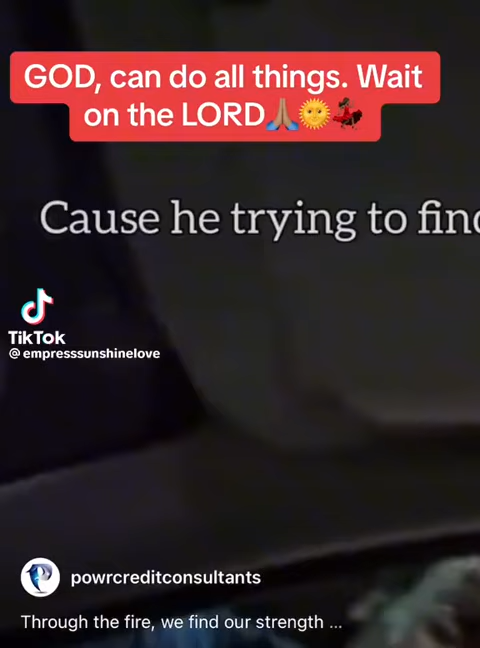 GOD, can do all things. Wait
on the LORD🙏🏽🌞💃🏿
Cause he trying to find
TikTok
@empresssunshinelove
powrcreditconsultants
Through the fire, we find our strength ...